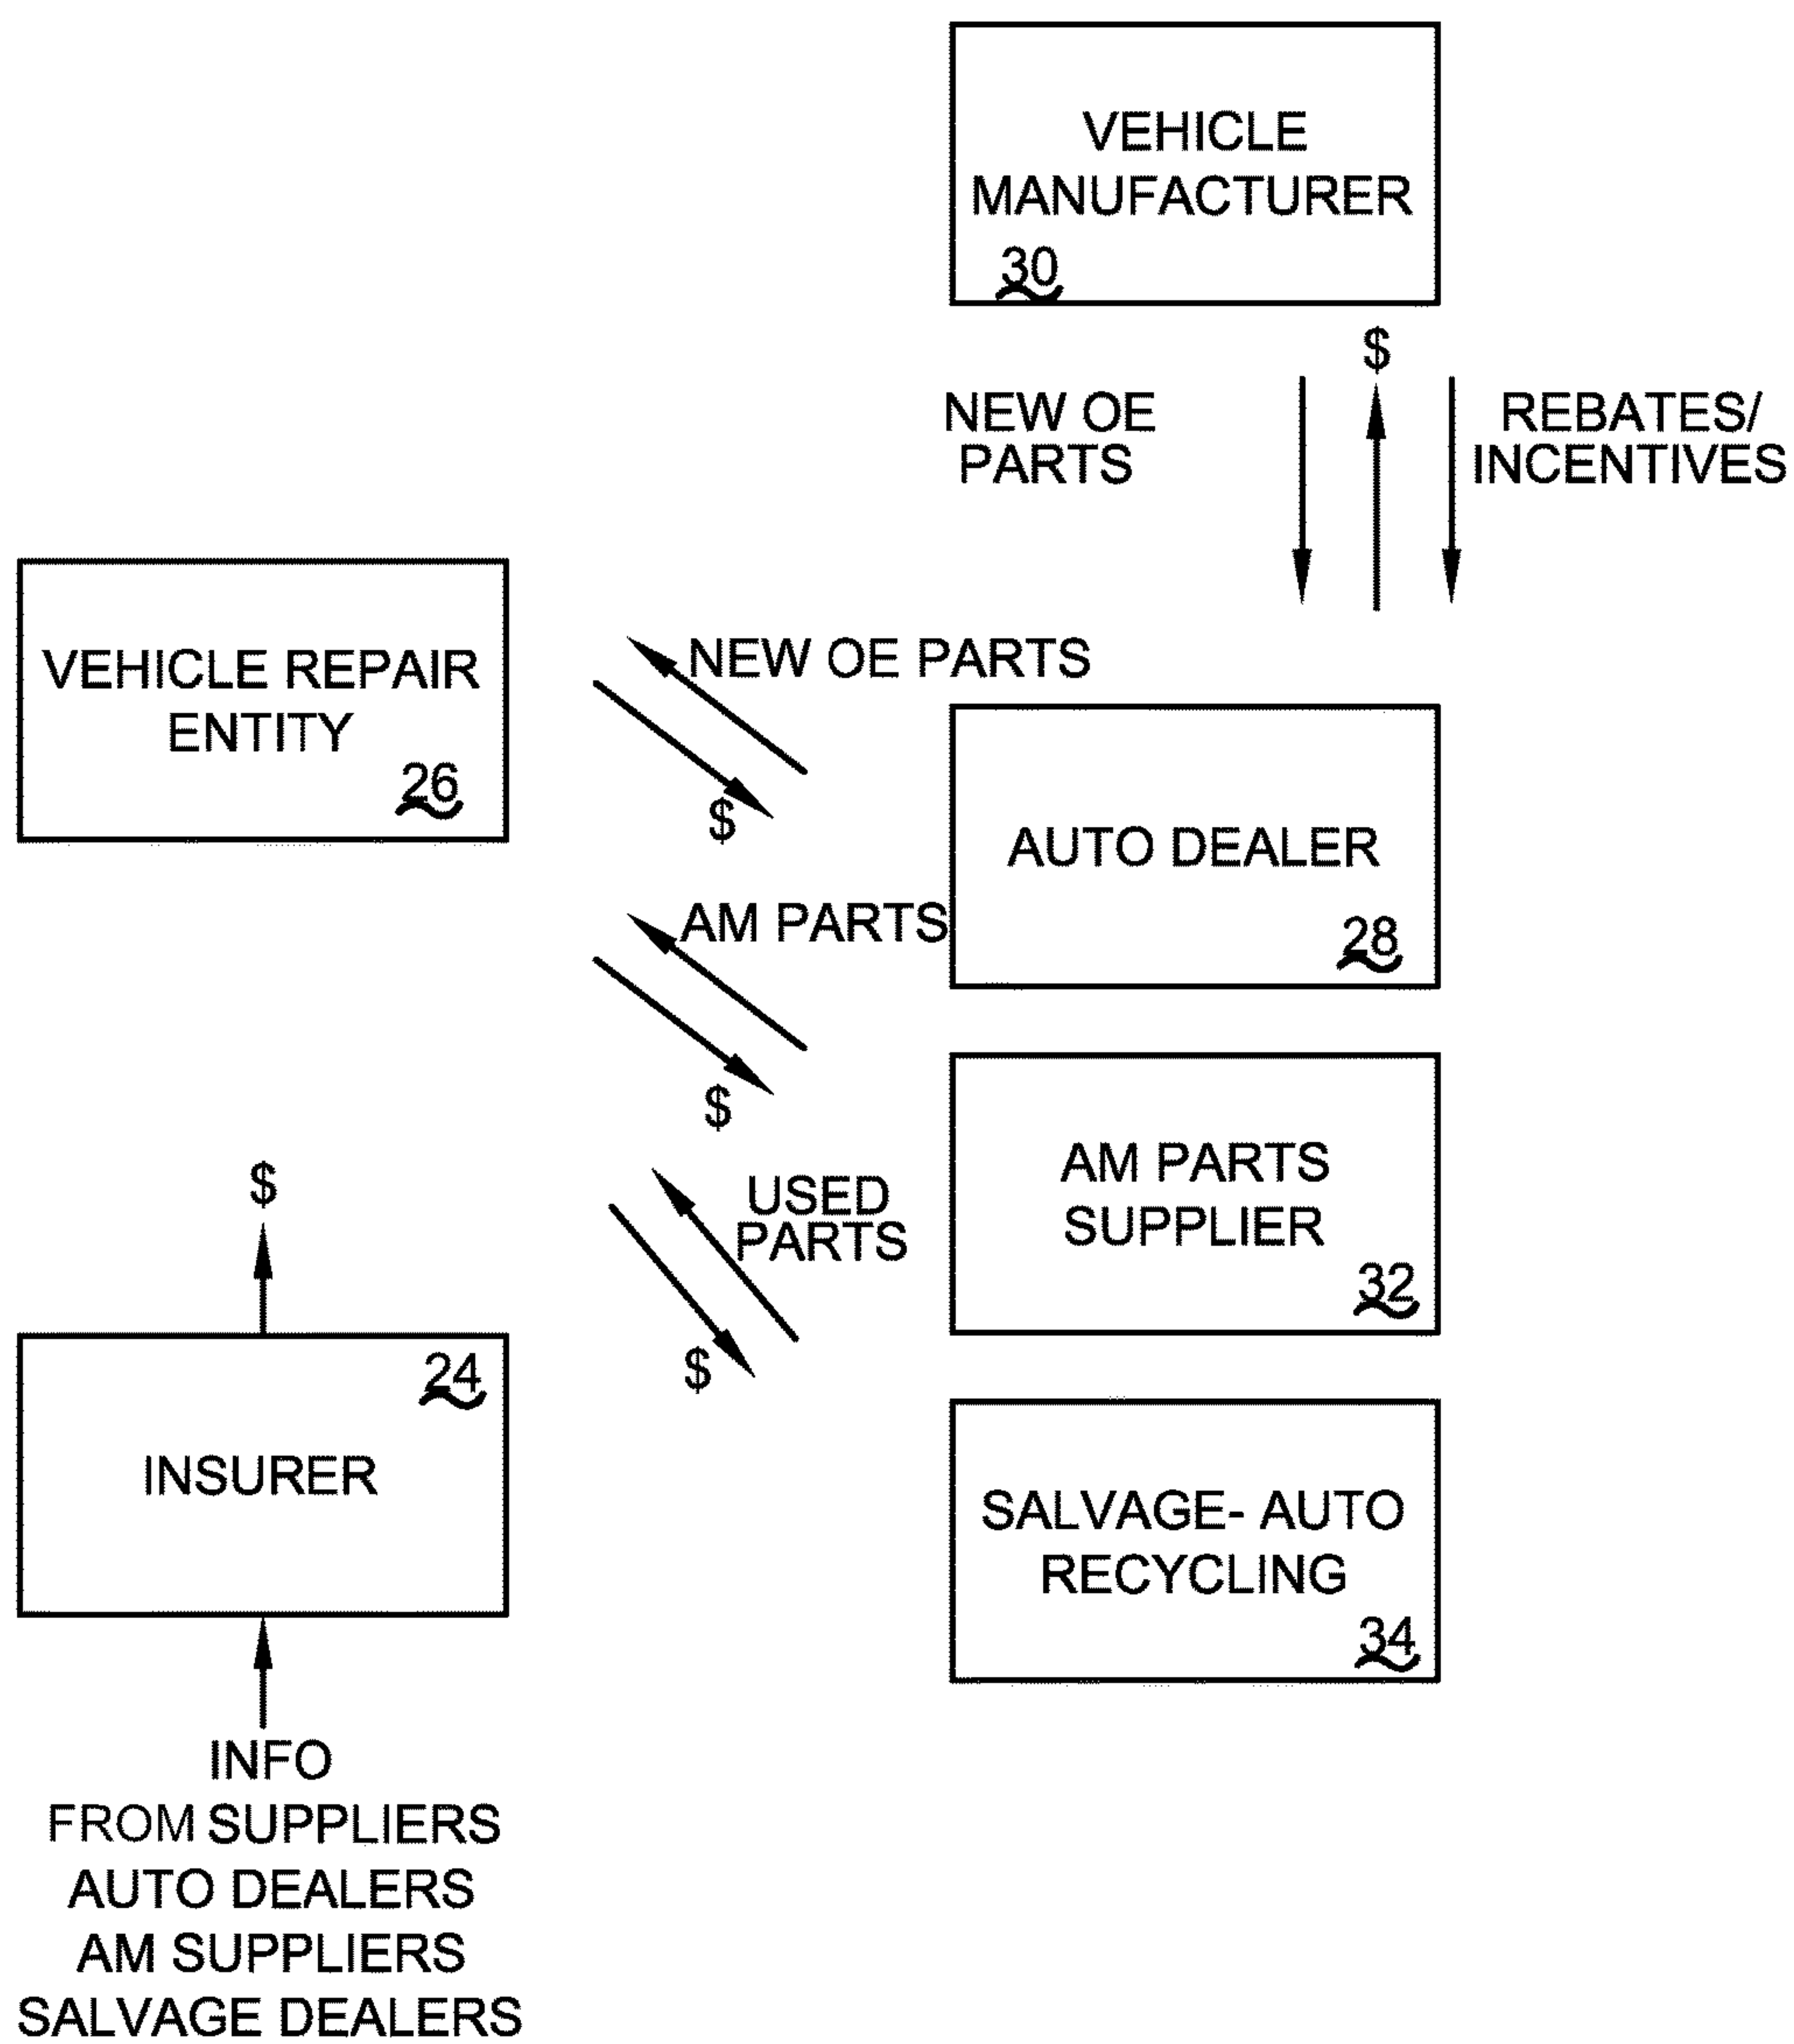 VEHICLE
MANUFACTURER
30
$
NEW OE
PARTS
REBATES/
INCENTIVES
VEHICLE REPAIR
ENTITY
26
NEW OE PARTS
$
AUTO DEALER
28
AM PARTS
$
AM PARTS
SUPPLIER
32
USED
PARTS
$
$
24
INSURER
SALVAGE- AUTO
RECYCLING
34
INFO
FROM SUPPLIERS
AUTO DEALERS
AM SUPPLIERS
SALVAGE DEALERS